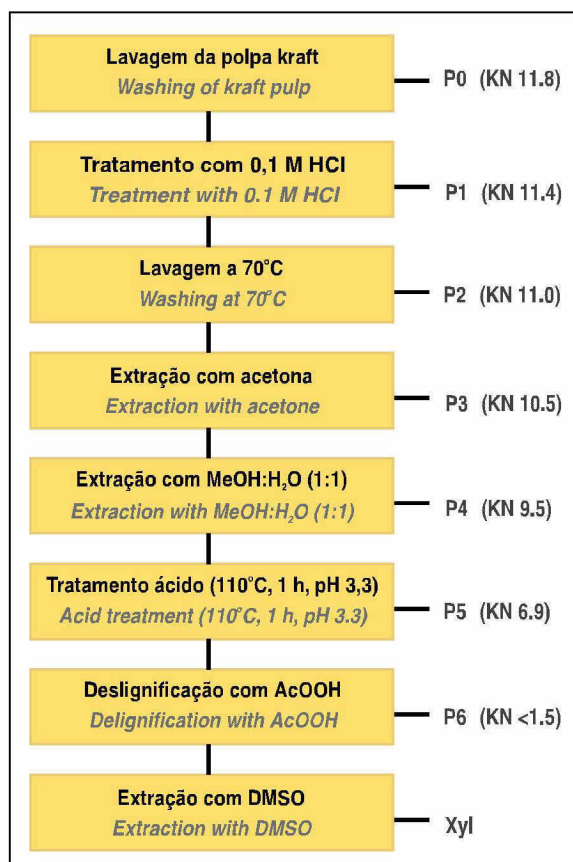 Lavagem da polpa kraft
Washing of kraft pulp
P0 (KN 11.8)
Tratamento com 0,1 M HCl
Treatment with 0.1 M HCl
P1 (KN 11.4)
Lavagem a 70°C
Washing at 70°C
P2 (KN 11.0)
Extração com acetona
Extraction with acetone
P3 (KN 10.5)
Extração com MeOH:H₂O (1:1)
Extraction with MeOH:H₂O (1:1)
P4 (KN 9.5)
Tratamento ácido (110°C, 1 h, pH 3,3)
Acid treatment (110°C, 1 h, pH 3.3)
P5 (KN 6.9)
Deslignificação com AcOOH
Delignification with AcOOH
P6 (KN <1.5)
Extração com DMSO
Extraction with DMSO
Xyl